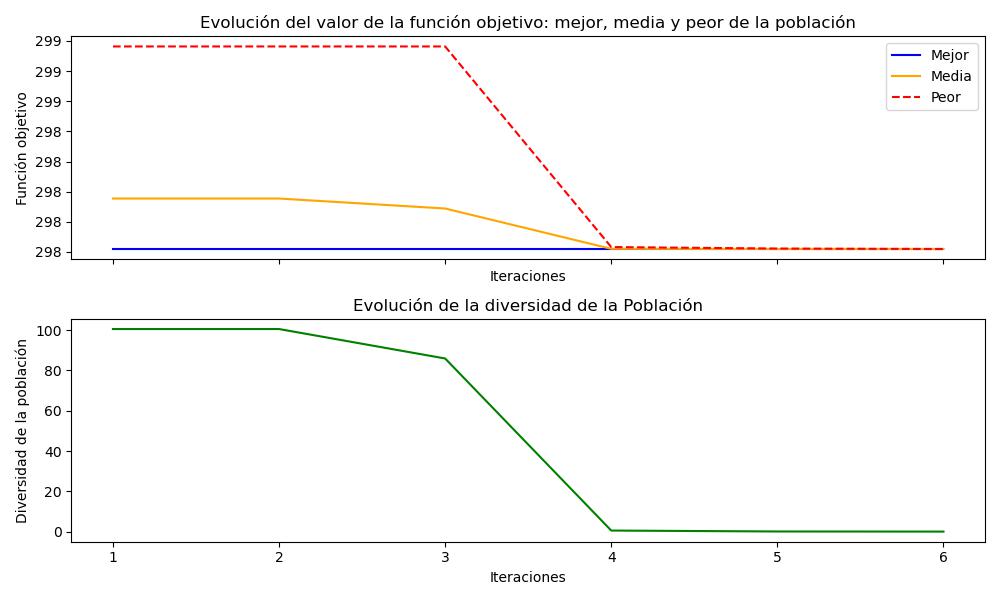 Evolución del valor de la función objetivo: mejor, media y peor de la población
Función objetivo
299
299
299
298
298
298
298
298
Mejor
Media
Peor
Iteraciones
Evolución de la diversidad de la Población
Diversidad de la población
100
80
60
40
20
0
1 2 3 4 5 6
Iteraciones